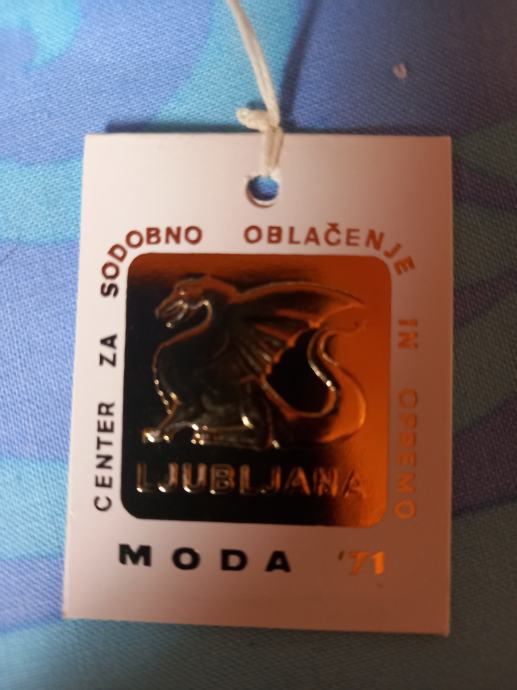 CENTER ZA SODOBNO OBLAČENJE IN OPREMO
LJUBLJANA
MODA '71